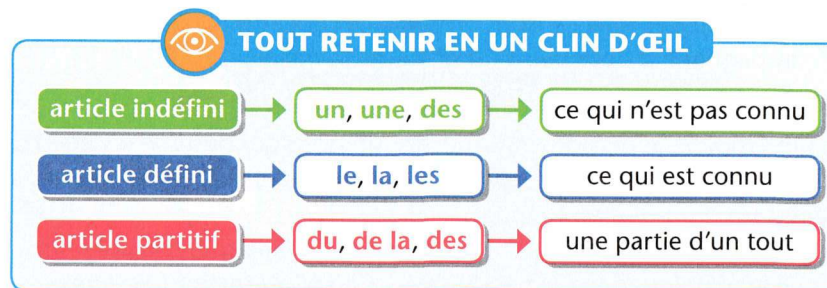 TOUT RETENIR EN UN CLIN D'ŒIL
article indéfini un, une, des ce qui n'est pas connu
article défini le, la, les ce qui est connu
article partitif du, de la, des une partie d'un tout